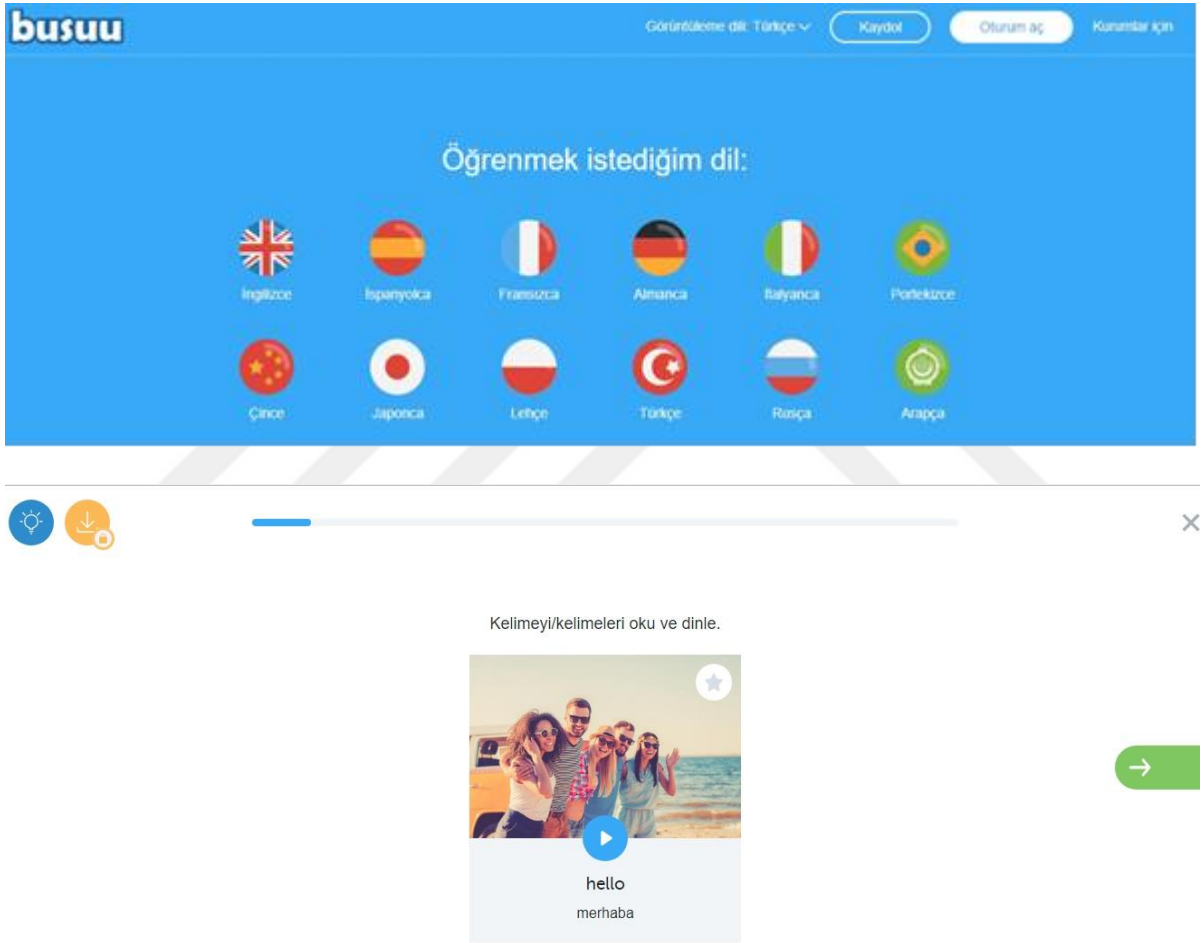 busuu
Görüntüleme dili: Türkçe Kaydol Oturum aç Kurumlar için
Öğrenmek istediğim dil:
İngilizce İspanyolca Fransızca Almanca İtalyanca Portekizce
Çince Japonca Lehçe Türkçe Rusça Arapça
Kelimeyi/kelimeleri oku ve dinle.
hello
merhaba